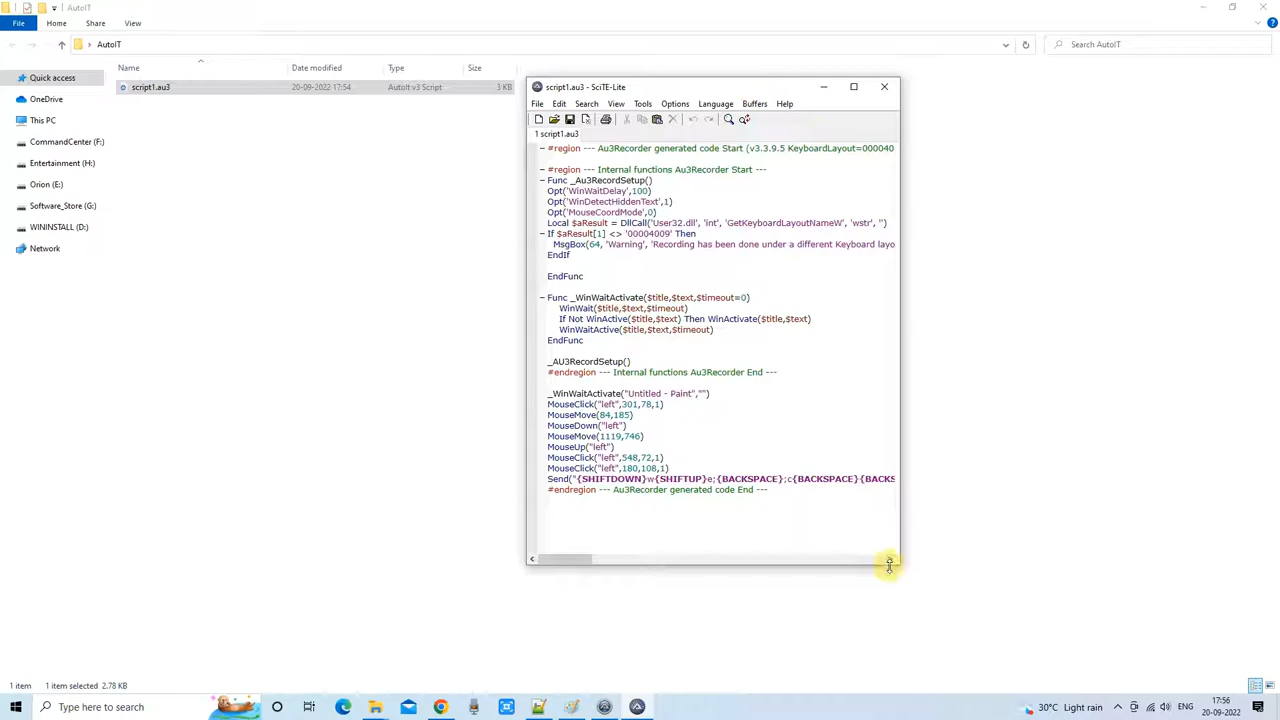 AutoIT
File Home Share View
AutoIT
Search AutoIT
Name Date modified Type Size
script1.au3 20-09-2022 17:54 AutoIt v3 Script 3 KB
Quick access
OneDrive
This PC
CommandCenter (F:)
Entertainment (H:)
Orion (E:)
Software_Store (G:)
WININSTALL (D:)
Network
script1.au3 - SciTE-Lite
File Edit Search View Tools Options Language Buffers Help
1 script1.au3
#region --- Au3Recorder generated code Start (v3.3.9.5 KeyboardLayout=000040
#region --- Internal functions Au3Recorder Start ---
Func _Au3RecordSetup()
Opt('WinWaitDelay',100)
Opt('WinDetectHiddenText',1)
Opt('MouseCoordMode',0)
Local $aResult = DllCall('User32.dll', 'int', 'GetKeyboardLayoutNameW', 'wstr', '')
If $aResult[1] <> '00004009' Then
MsgBox(64, 'Warning', 'Recording has been done under a different Keyboard layo
EndIf
EndFunc
Func _WinWaitActivate($title,$text,$timeout=0)
WinWait($title,$text,$timeout)
If Not WinActive($title,$text) Then WinActivate($title,$text)
WinWaitActive($title,$text,$timeout)
EndFunc
_AU3RecordSetup()
#endregion --- Internal functions Au3Recorder End ---
_WinWaitActivate("Untitled - Paint","")
MouseClick("left",301,78,1)
MouseMove(84,185)
MouseDown("left")
MouseMove(1119,746)
MouseUp("left")
MouseClick("left",548,72,1)
MouseClick("left",180,108,1)
Send("{SHIFTDOWN}w{SHIFTUP}e;{BACKSPACE};c{BACKSPACE}{BACKS
#endregion --- Au3Recorder generated code End ---
1 item 1 item selected 2.78 KB
Type here to search
30°C Light rain
ENG
17:56
20-09-2022